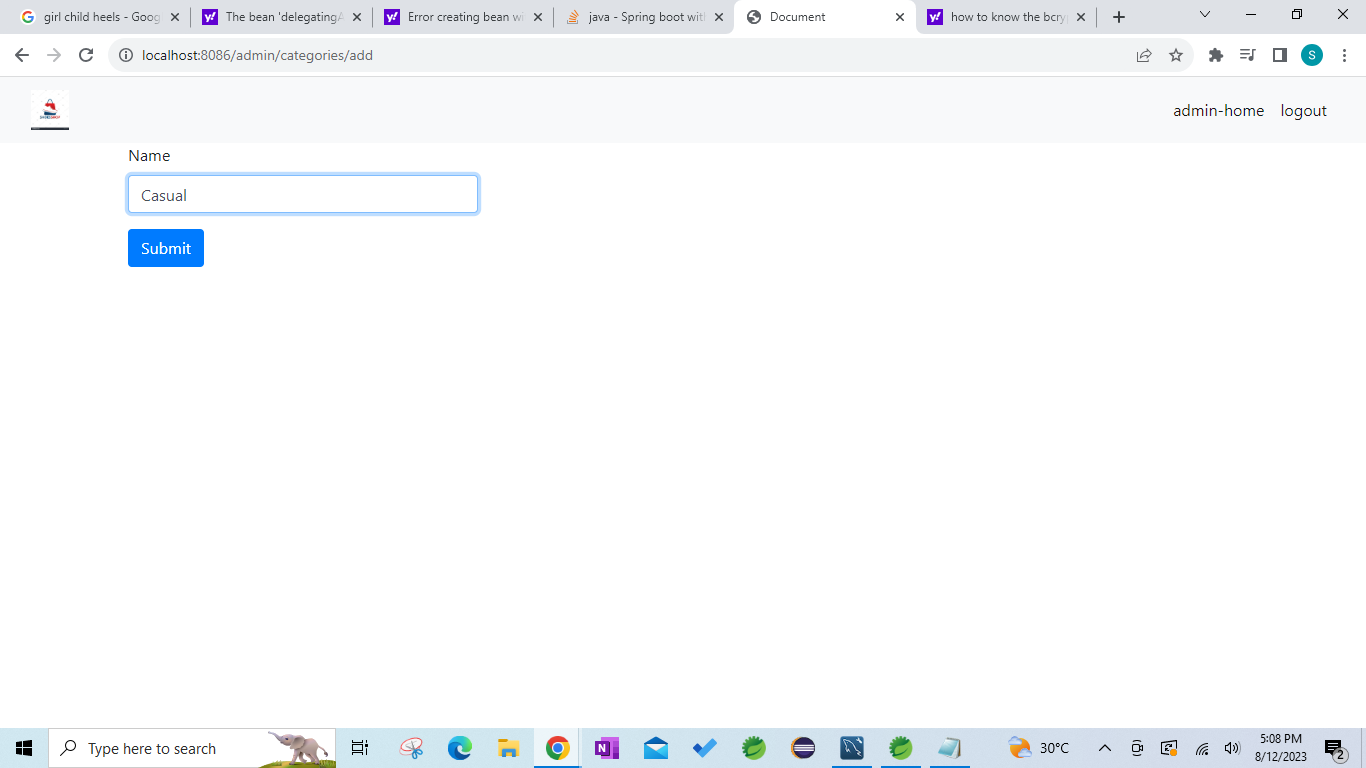 girl child heels - Goog
The bean 'delegatingA
Error creating bean wi
java - Spring boot with
Document
how to know the bcryp
localhost:8086/admin/categories/add
S
admin-home
logout
Name
Casual
Submit
Type here to search
N
30°C
5:08 PM
8/12/2023
2